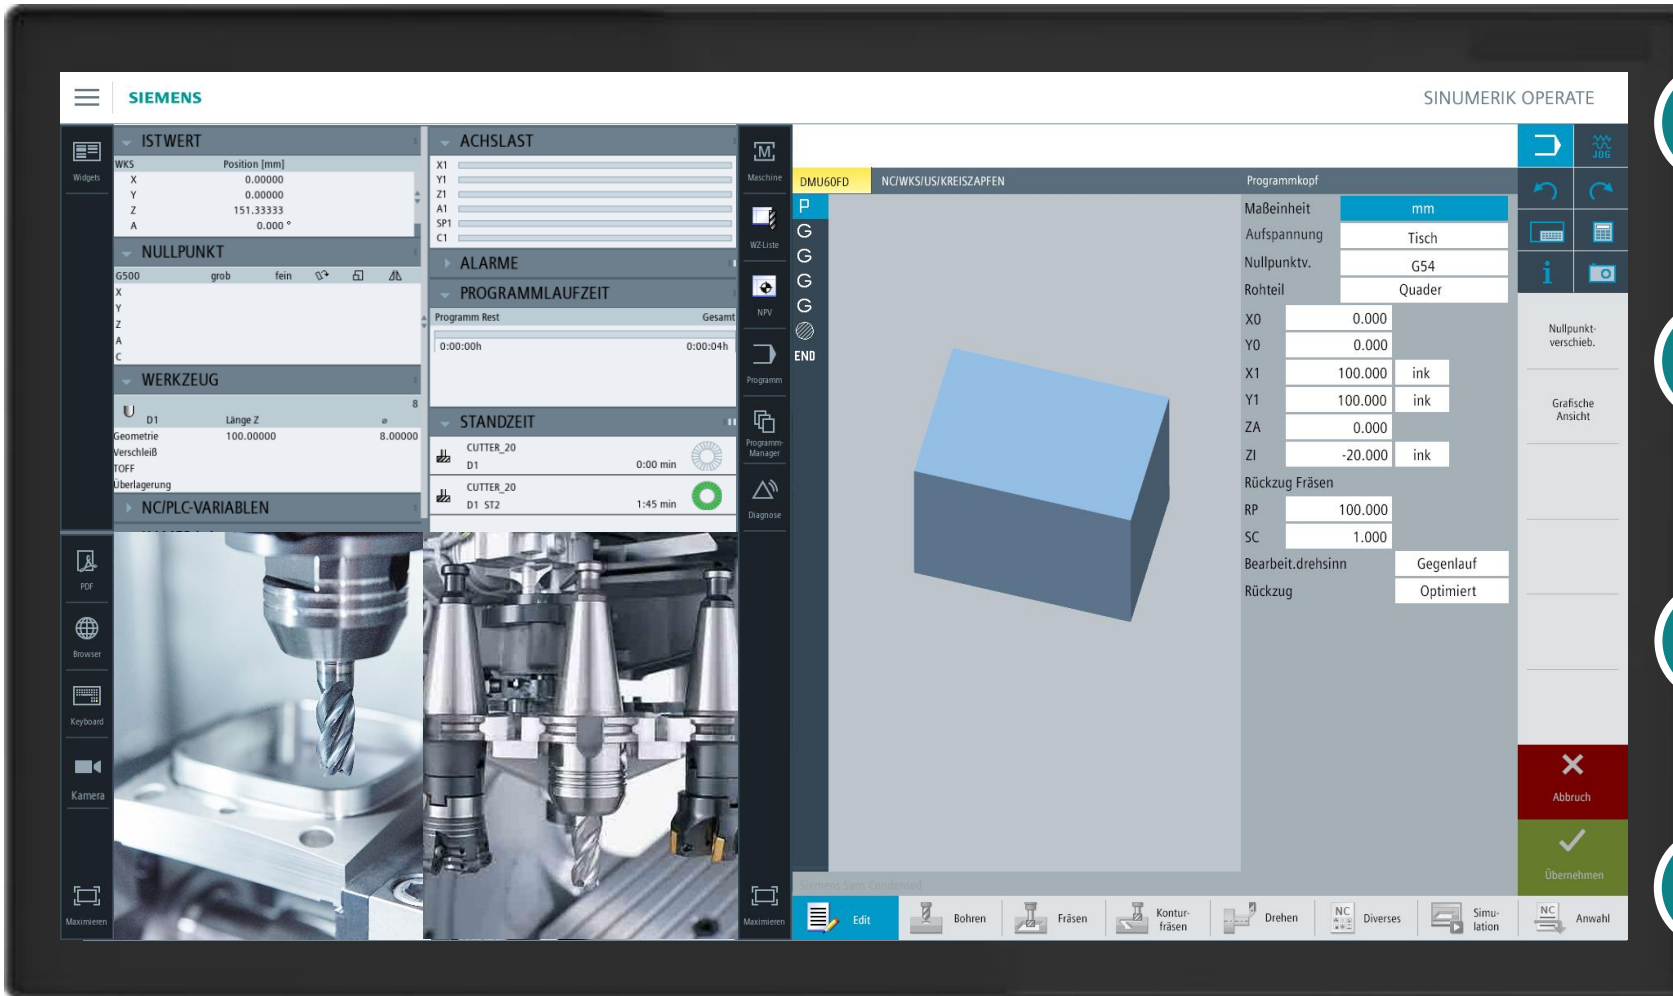 SIEMENS
SINUMERIK OPERATE
Widgets
ISTWERT
WKS Position [mm]
X 0.00000
Y 0.00000
Z 151.33333
A 0.000 °
NULLPUNKT
G500 grob fein
X
Y
Z
A
C
WERKZEUG
8
D1 Länge Z ⌀
Geometrie 100.00000 8.00000
Verschleiß
TOFF
Überlagerung
NC/PLC-VARIABLEN
ACHSLAST
X1
Y1
Z1
A1
SP1
C1
ALARME
PROGRAMMLAUFZEIT
Programm Rest Gesamt
0:00:00h 0:00:04h
STANDZEIT
CUTTER_20
D1 0:00 min
CUTTER_20
D1 ST2 1:45 min
PDF
Browser
Keyboard
Kamera
Maximieren
M
Maschine
WZ-Liste
NPV
Programm
Programm-
Manager
Diagnose
Maximieren
DMU60FD NC/WKS/US/KREISZAPFEN Programmkopf
P
G
G
G
G
END
Maßeinheit mm
Aufspannung Tisch
Nullpunktv. G54
Rohteil Quader
X0 0.000
Y0 0.000
X1 100.000 ink
Y1 100.000 ink
ZA 0.000
ZI -20.000 ink
Rückzug Fräsen
RP 100.000
SC 1.000
Bearbeit.drehsinn Gegenlauf
Rückzug Optimiert
Siemens Sans Condensed
JOG
i
Nullpunkt-
verschieb.
Grafische
Ansicht
Abbruch
Übernehmen
Edit
Bohren
Fräsen
Kontur-
fräsen
Drehen
NC
Diverses
Simu-
lation
NC
Anwahl